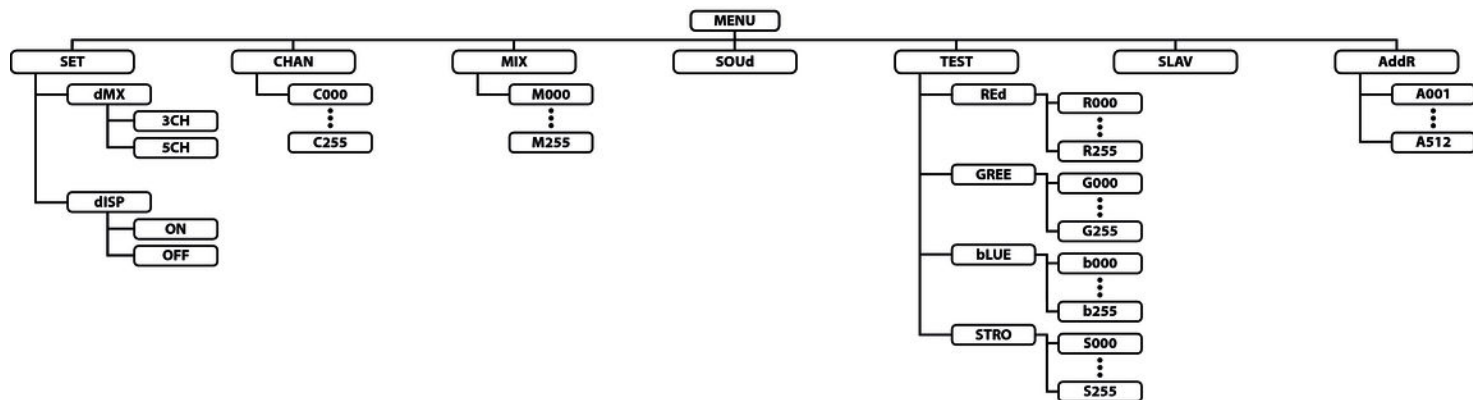 MENU
SET
CHAN
MIX
SOUd
TEST
SLAV
AddR
dMX
3CH
5CH
dISP
ON
OFF
C000
C255
M000
M255
REd
R000
R255
GREE
G000
G255
bLUE
b000
b255
STRO
S000
S255
A001
A512